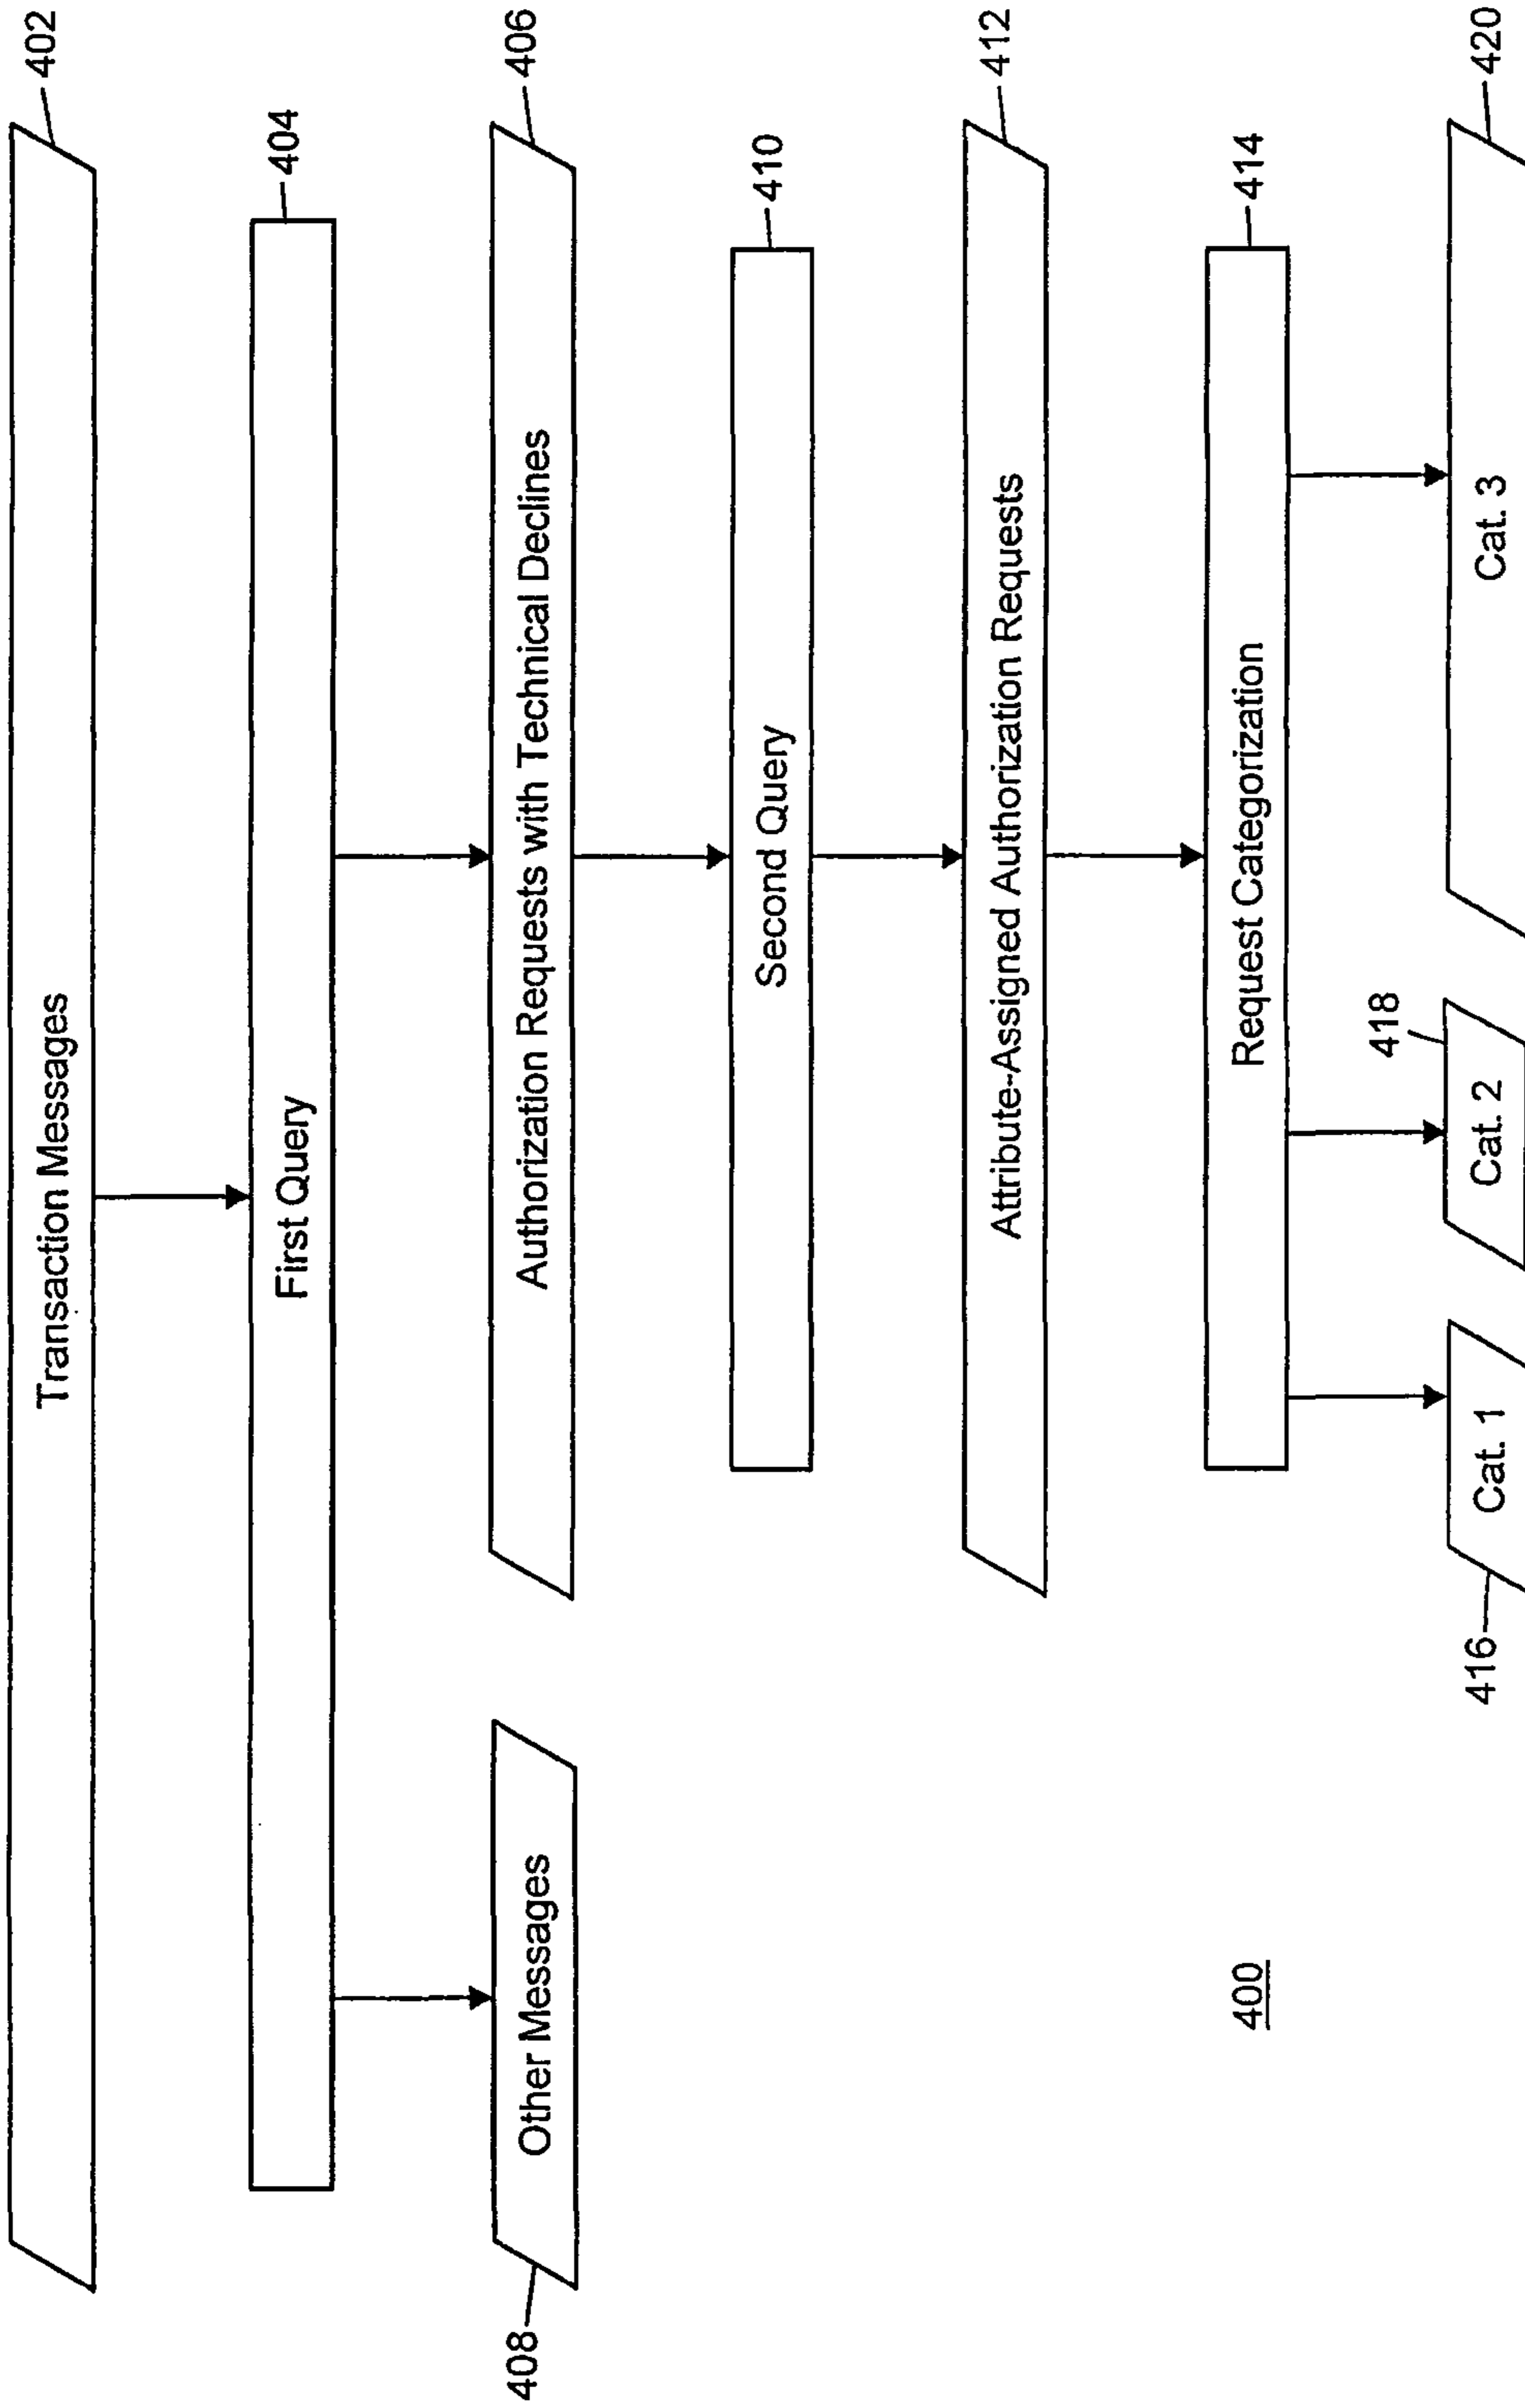 Transaction Messages
402
First Query
404
408
Other Messages
Authorization Requests with Technical Declines
406
Second Query
410
Attribute-Assigned Authorization Requests
412
400
Request Categorization
414
416
Cat. 1
Cat. 2
418
Cat. 3
420